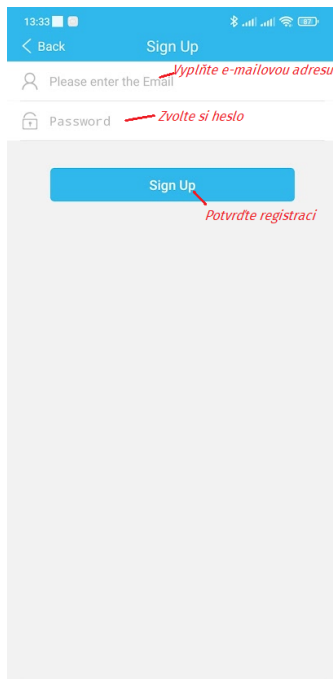 13:33
87
Back
Sign Up
Please enter the Email
Vyplňte e-mailovou adresu
Password
Zvolte si heslo
Sign Up
Potvrďte registraci